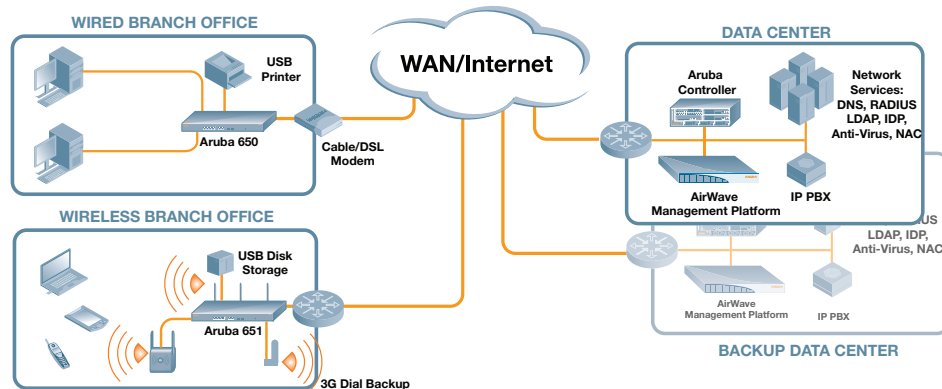 WIRED BRANCH OFFICE
USB
Printer
Aruba 650
Cable/DSL
Modem
WAN/Internet
DATA CENTER
Aruba
Controller
Network
Services:
DNS, RADIUS
LDAP, IDP,
Anti-Virus, NAC
AirWave
Management Platform
IP PBX
WIRELESS BRANCH OFFICE
USB Disk
Storage
Aruba 651
3G Dial Backup
LDAP, IDP,
Anti-Virus, NAC
AirWave
Management Platform
IP PBX
BACKUP DATA CENTER